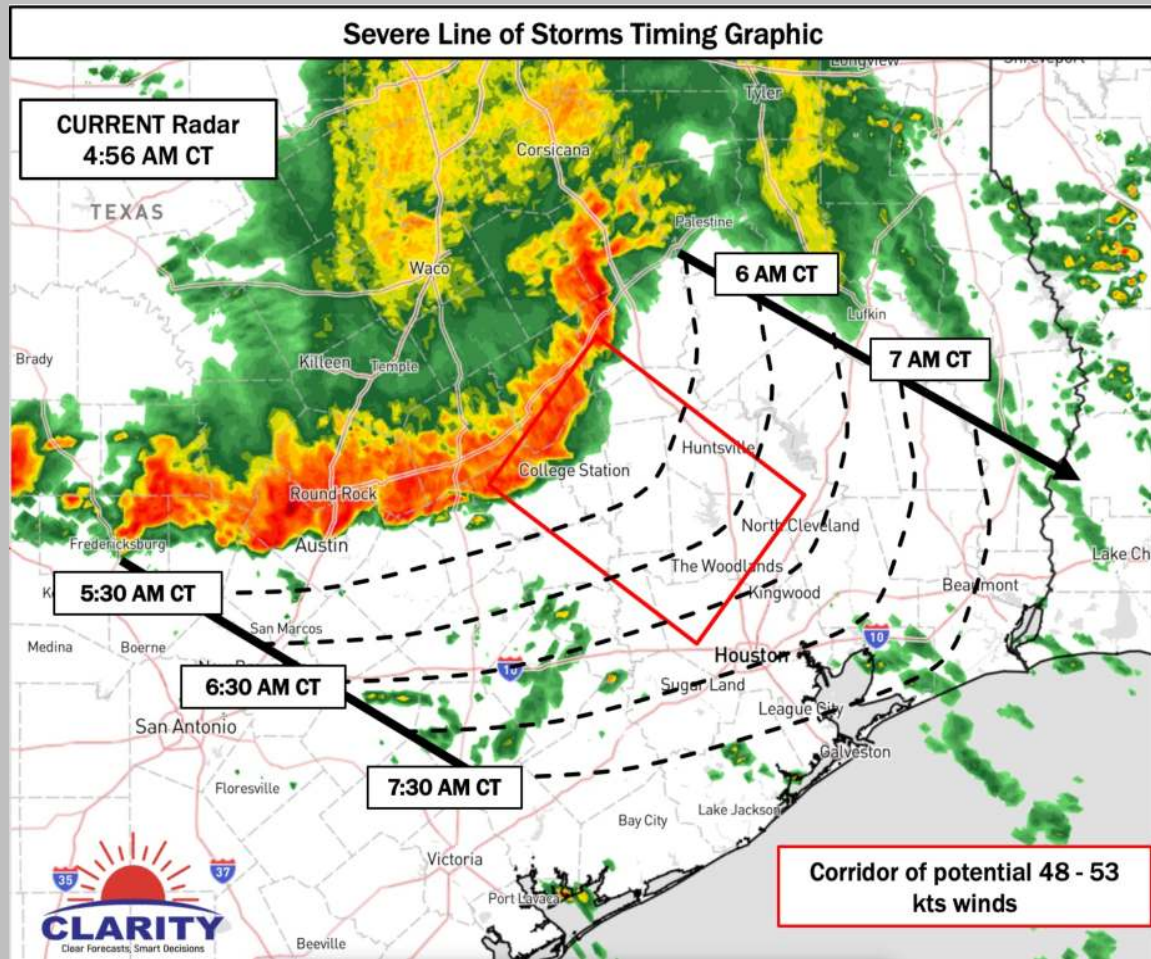 Severe Line of Storms Timing Graphic
Longview
Shreveport
CURRENT Radar
4:56 AM CT
Tyler
Corsicana
TEXAS
Palestine
Waco
6 AM CT
Lufkin
Brady
Killeen
Temple
7 AM CT
Huntsville
College Station
Round Rock
North Cleveland
Fredericksburg
Austin
Lake Ch
The Woodlands
Beaumont
Kingwood
5:30 AM CT
San Marcos
Medina
Boerne
10
Houston
6:30 AM CT
10
Sugar Land
League City
San Antonio
Galveston
7:30 AM CT
Floresville
Lake Jackson
Bay City
Victoria
Corridor of potential 48 - 53
kts winds
35
37
Port Lavaca
CLARITY
Clear Forecasts, Smart Decisions
Beeville